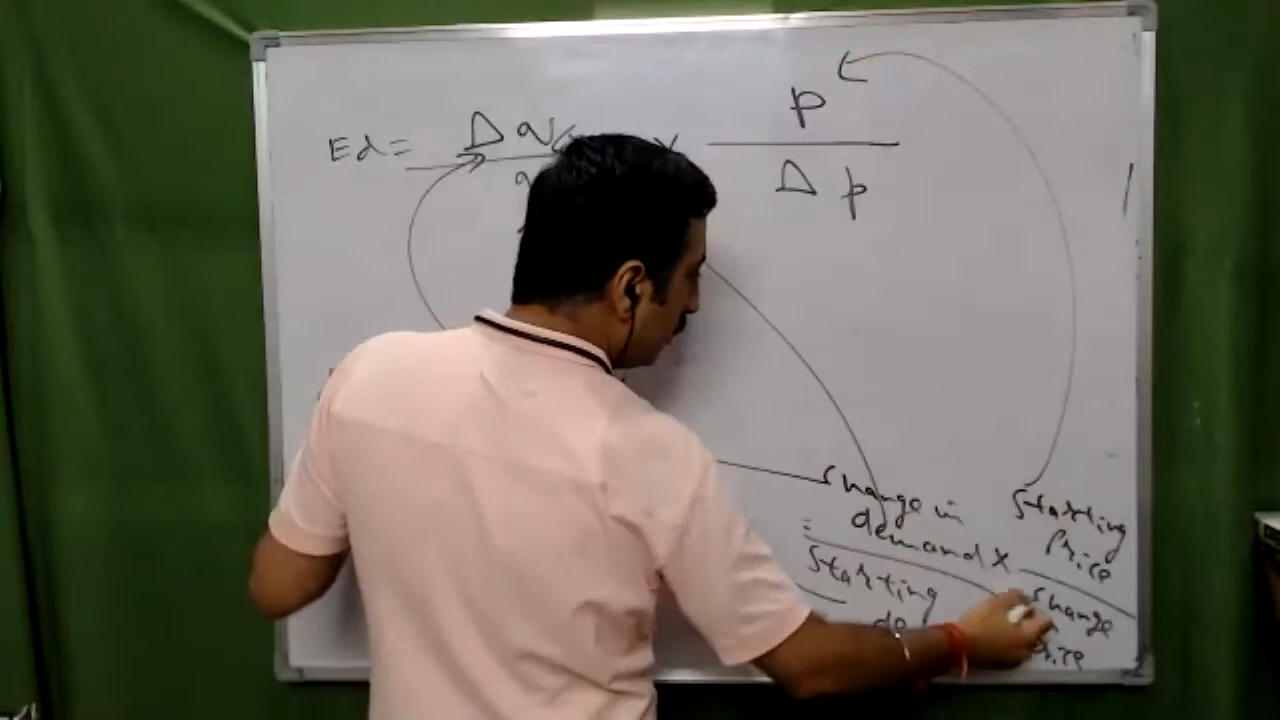 Ed = Δq × p
q Δp
Change in
demand × Starting
Price
Starting Change